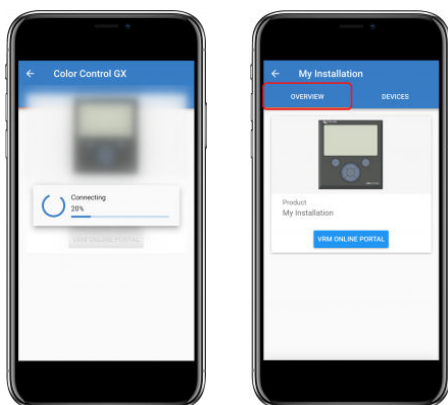 Color Control GX
Connecting
28%
VRM ONLINE PORTAL
My Installation
OVERVIEW
DEVICES
Product
My Installation
VRM ONLINE PORTAL